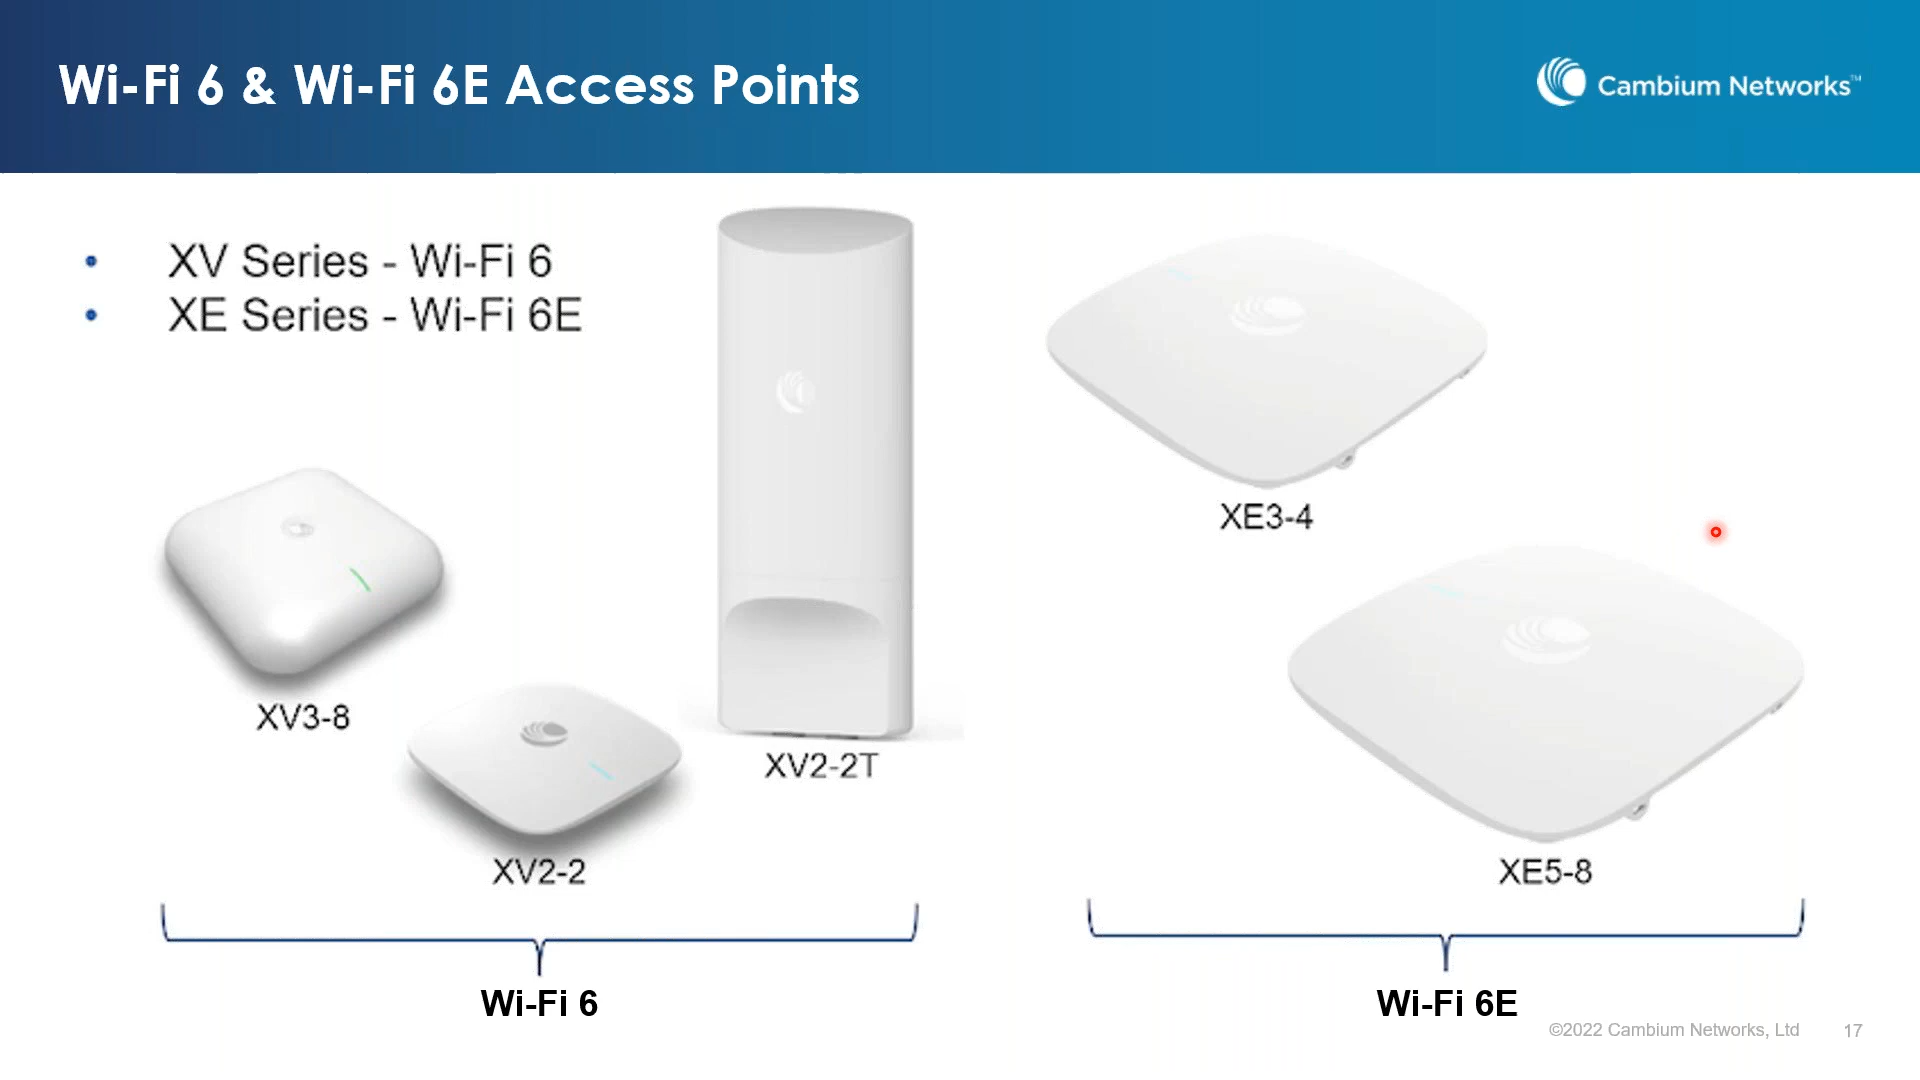 Wi-Fi 6 & Wi-Fi 6E Access Points
Cambium Networks™
• XV Series - Wi-Fi 6
• XE Series - Wi-Fi 6E
XV3-8
XV2-2
XV2-2T
XE3-4
XE5-8
Wi-Fi 6
Wi-Fi 6E
©2022 Cambium Networks, Ltd
17